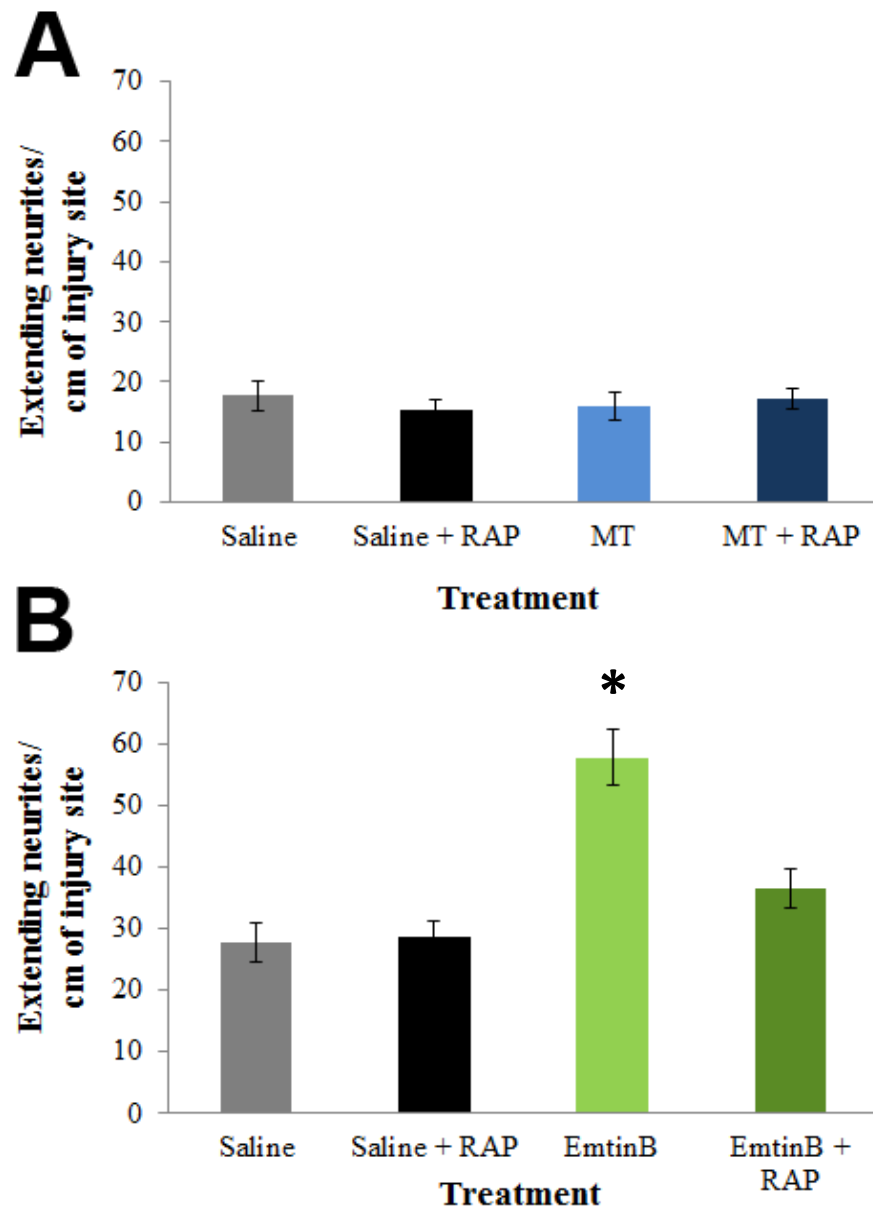 A
Extending neurites/
cm of injury site
70
60
50
40
30
20
10
0
Saline
Saline + RAP
MT
MT + RAP
Treatment
B
Extending neurites/
cm of injury site
70
60
50
40
30
20
10
0
*
Saline
Saline + RAP
EmtinB
EmtinB +
RAP
Treatment